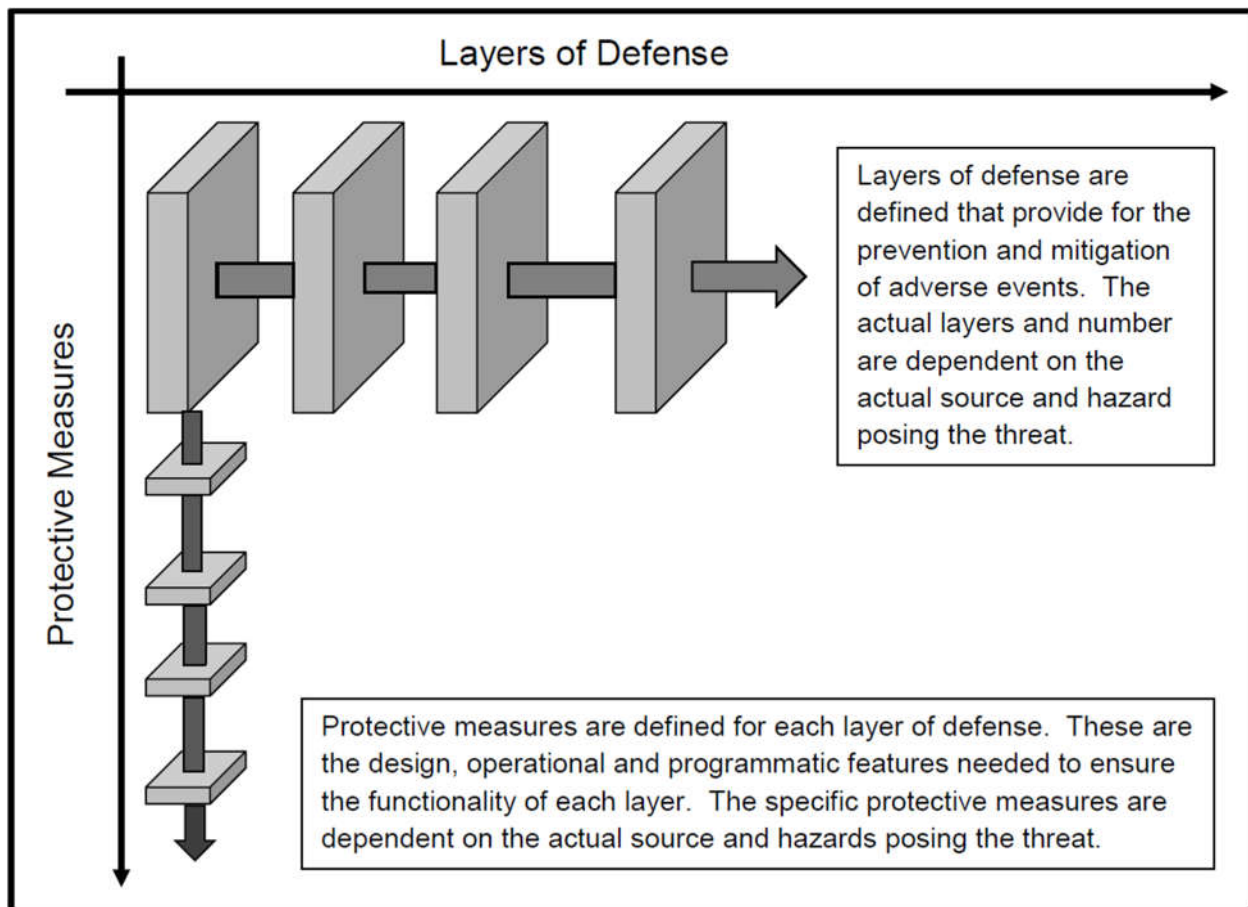 Layers of Defense
Protective Measures
Layers of defense are
defined that provide for the
prevention and mitigation
of adverse events.  The
actual layers and number
are dependent on the
actual source and hazard
posing the threat.
Protective measures are defined for each layer of defense.  These are
the design, operational and programmatic features needed to ensure
the functionality of each layer.  The specific protective measures are
dependent on the actual source and hazards posing the threat.